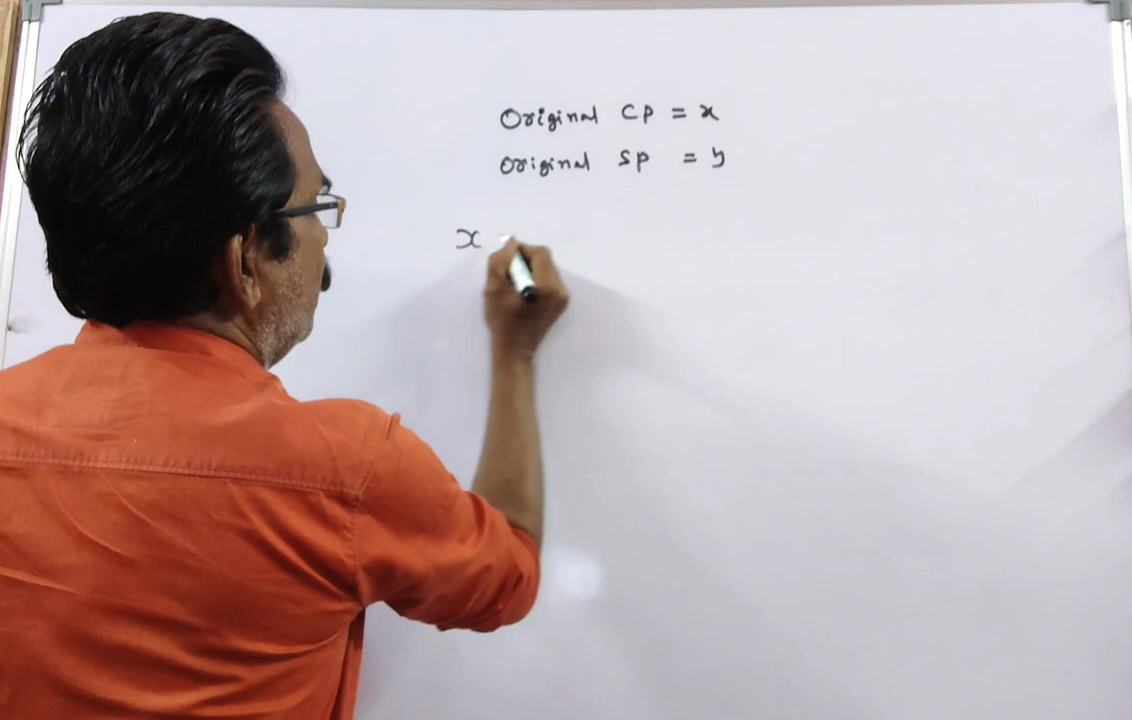 Original CP = x
Original SP = y
x